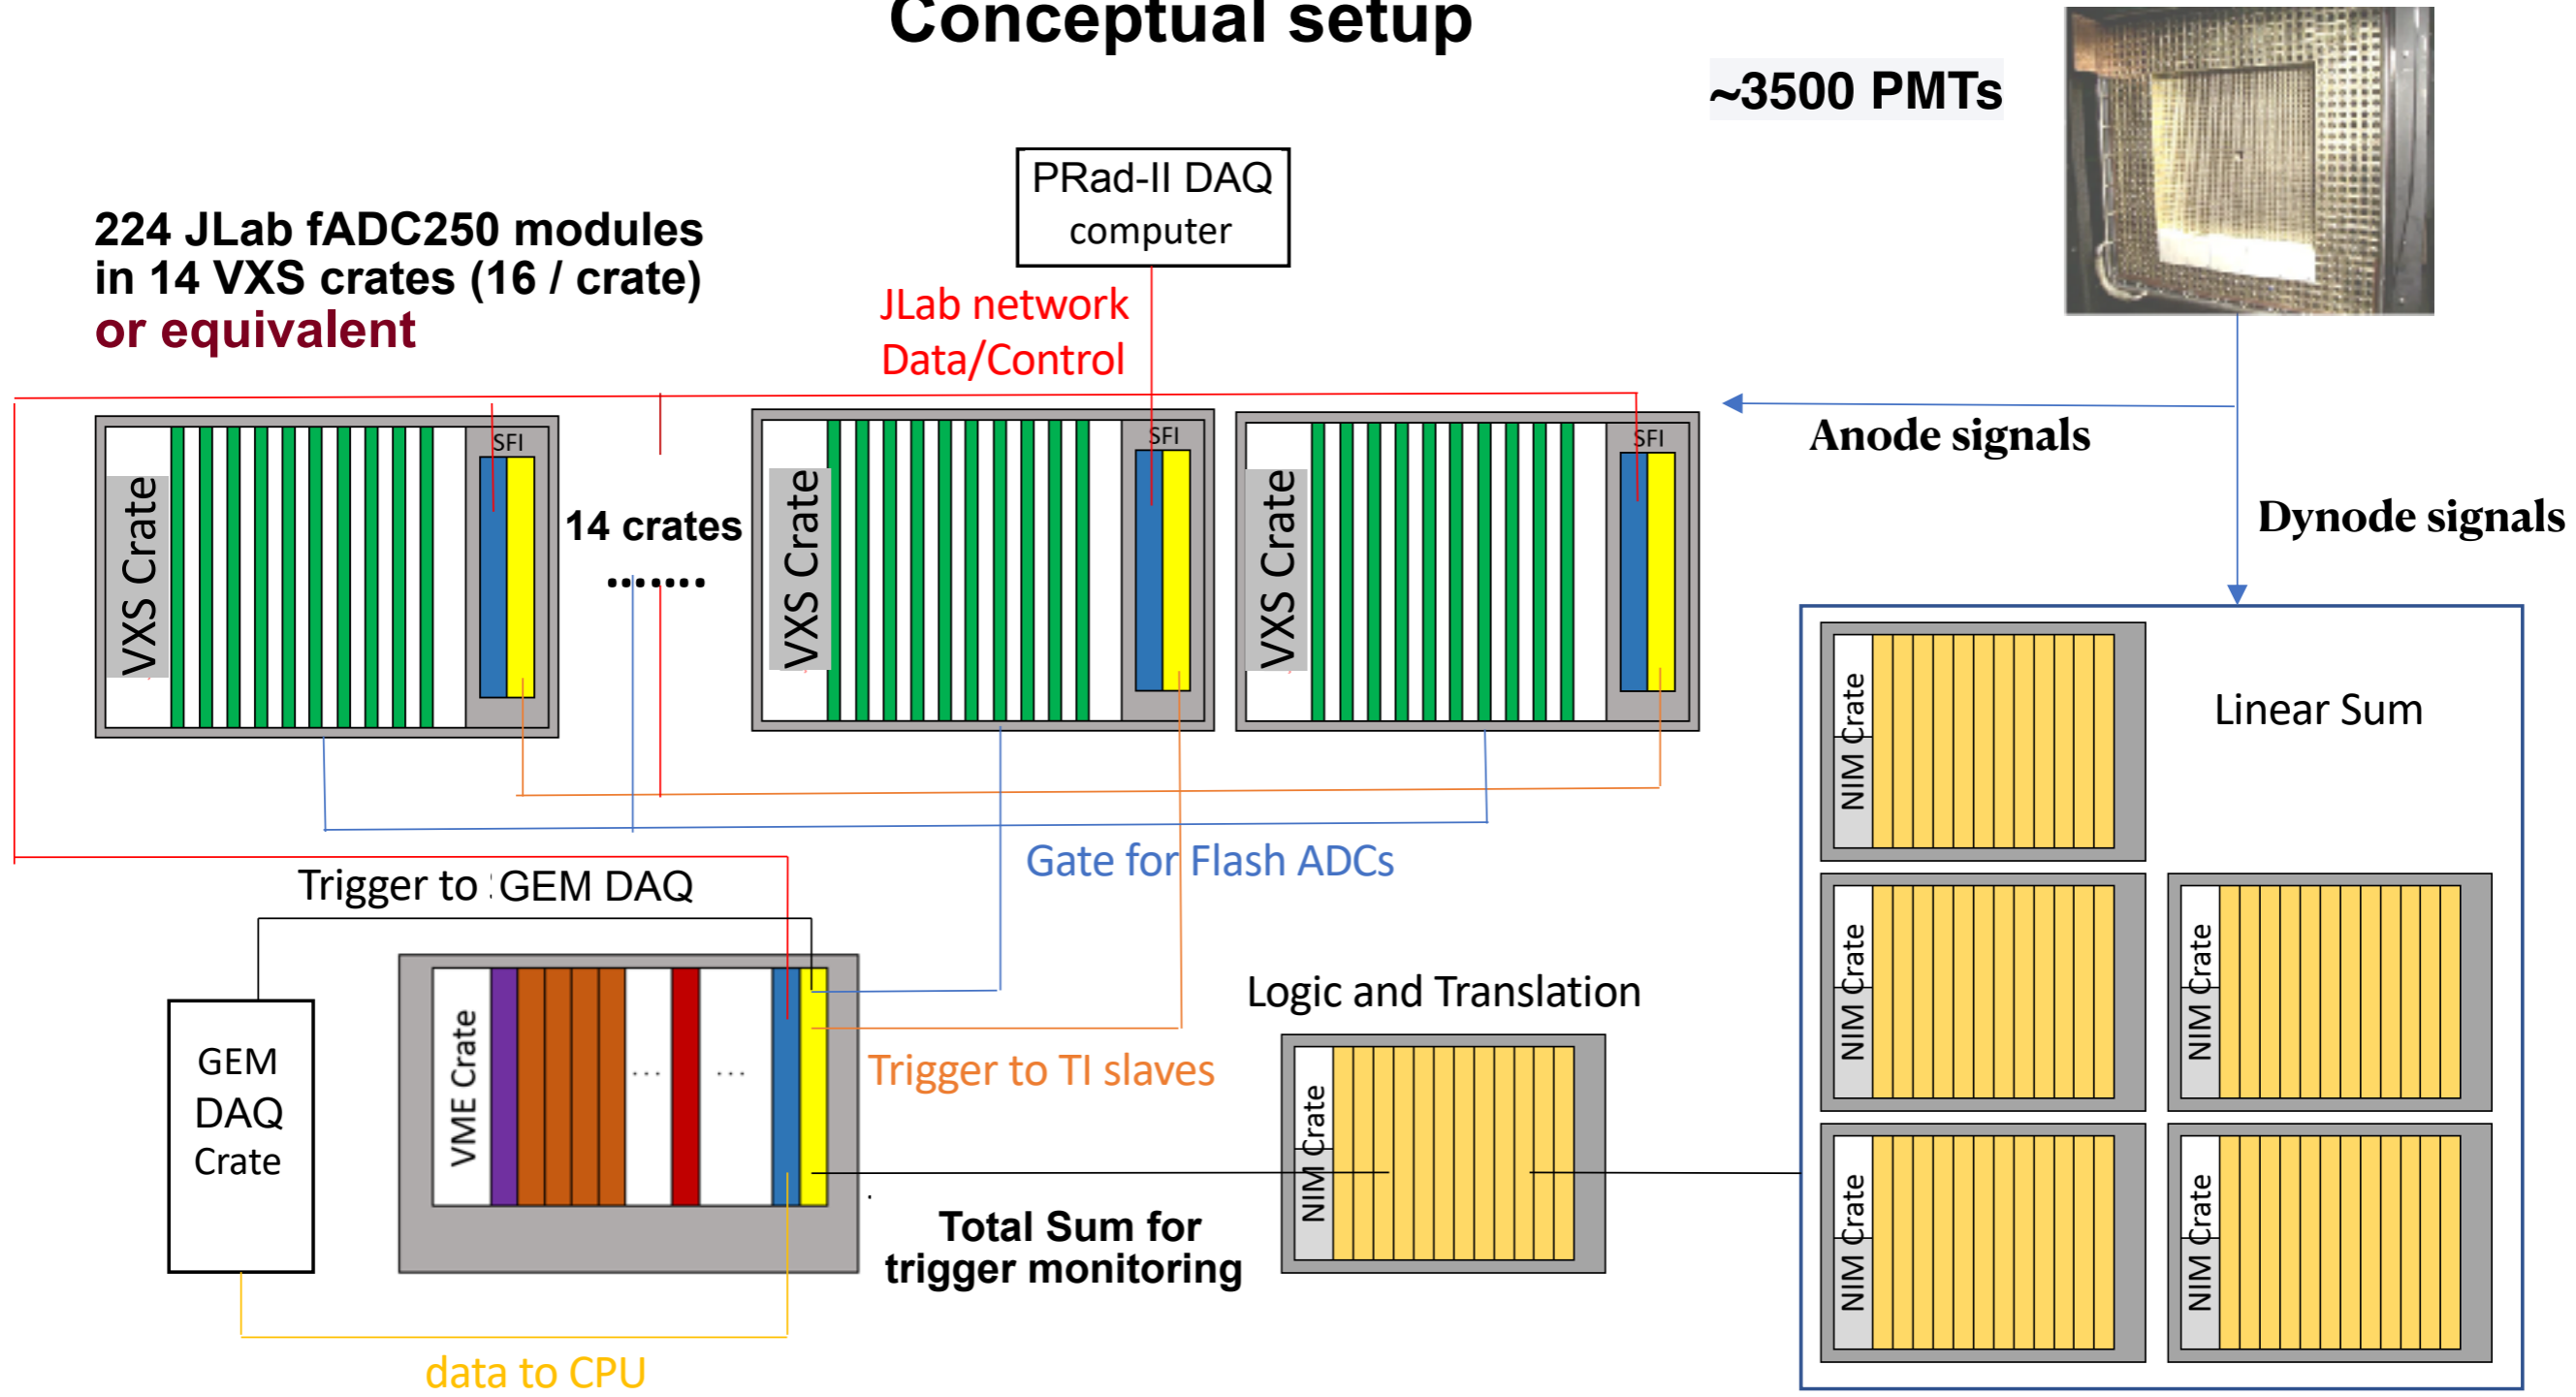 Conceptual setup
~3500 PMTs
PRad-II DAQ
computer
224 JLab fADC250 modules
in 14 VXS crates (16 / crate)
or equivalent
JLab network
Data/Control
Anode signals
Dynode signals
VXS Crate
SFI
14 crates
.......
VXS Crate
SFI
VXS Crate
SFI
Linear Sum
NIM Crate
NIM Crate
NIM Crate
NIM Crate
NIM Crate
Gate for Flash ADCs
Trigger to GEM DAQ
GEM
DAQ
Crate
VME Crate
...
...
Trigger to TI slaves
Logic and Translation
NIM Crate
Total Sum for
trigger monitoring
data to CPU